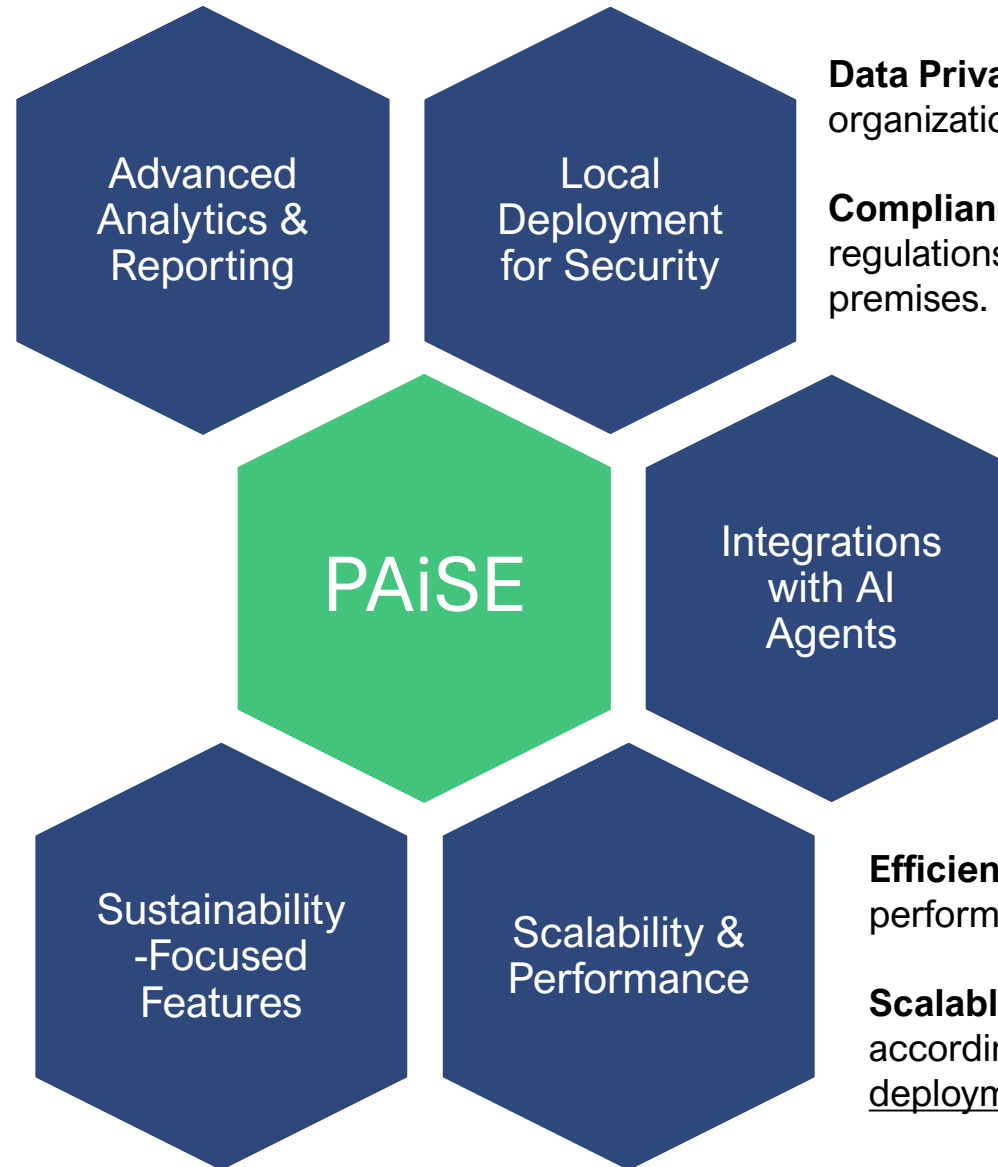 Advanced
Analytics &
Reporting
Local
Deployment
for Security
Data Priva
organizatio
Complian
regulations
premises.
PAiSE
Integrations
with AI
Agents
Sustainability
-Focused
Features
Scalability &
Performance
Efficien
perform
Scalabl
accordin
deploym